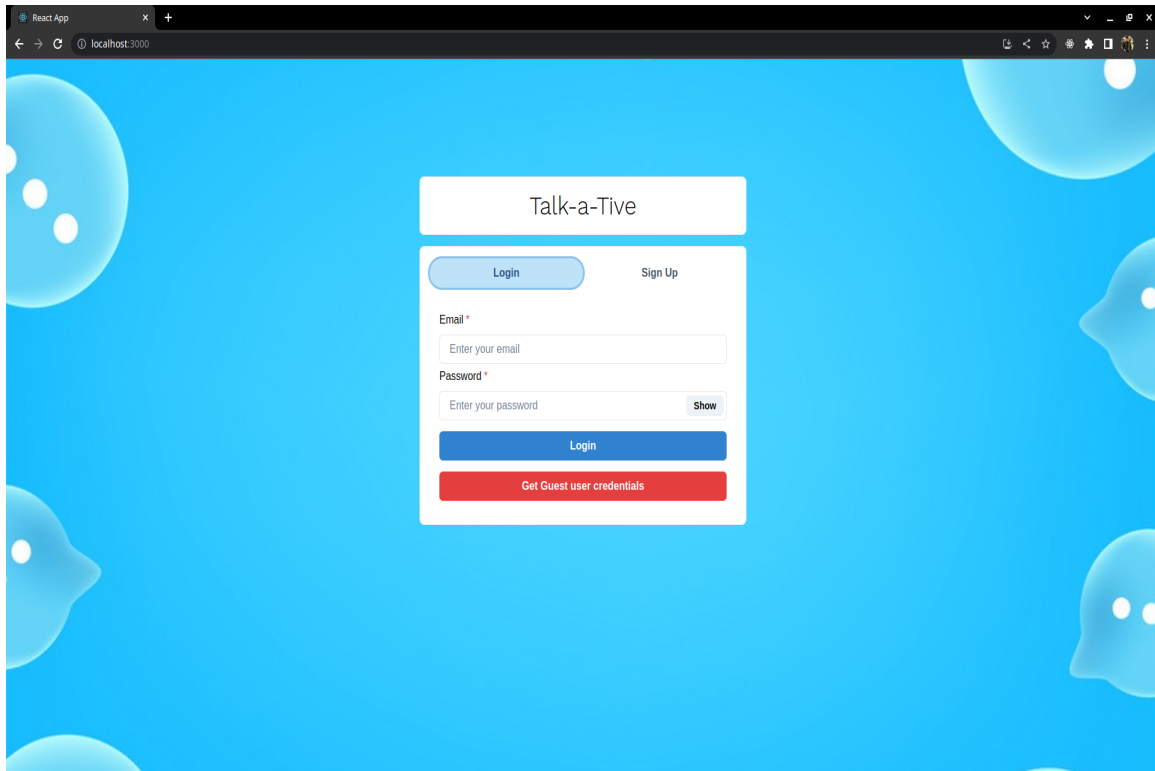 React App
localhost:3000
Talk-a-Tive
Login Sign Up
Email *
Enter your email
Password *
Enter your password Show
Login
Get Guest user credentials